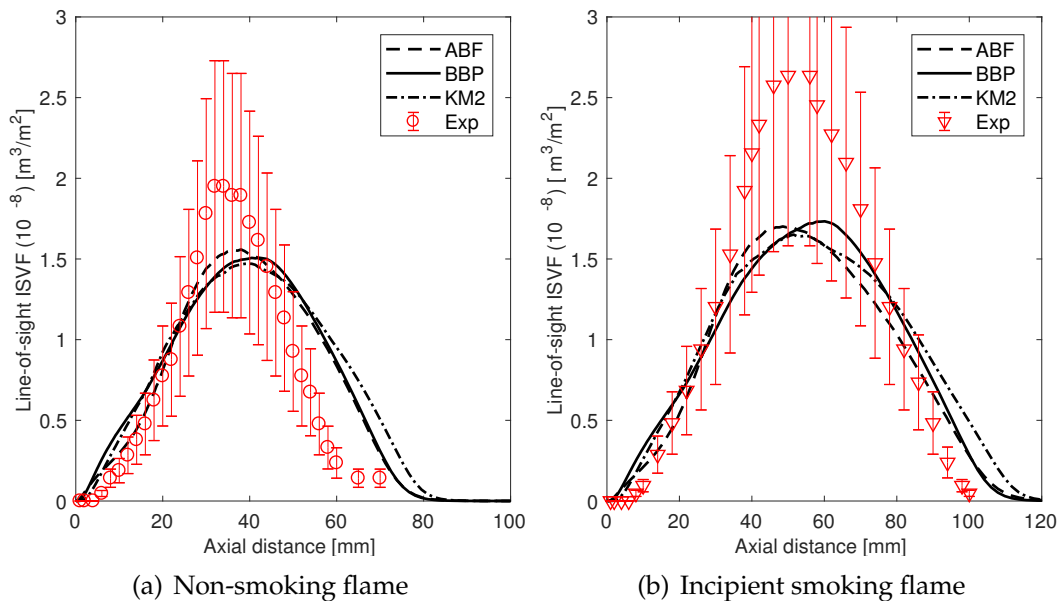 3
2.5
2
1.5
1
0.5
0
0 20 40 60 80 100
Axial distance [mm]
Line-of-sight ISVF (10 -8) [m3/m2]
ABF
BBP
KM2
Exp
(a) Non-smoking flame
3
2.5
2
1.5
1
0.5
0
0 20 40 60 80 100 120
Axial distance [mm]
Line-of-sight ISVF (10 -8) [ m3/m2]
ABF
BBP
KM2
Exp
(b) Incipient smoking flame